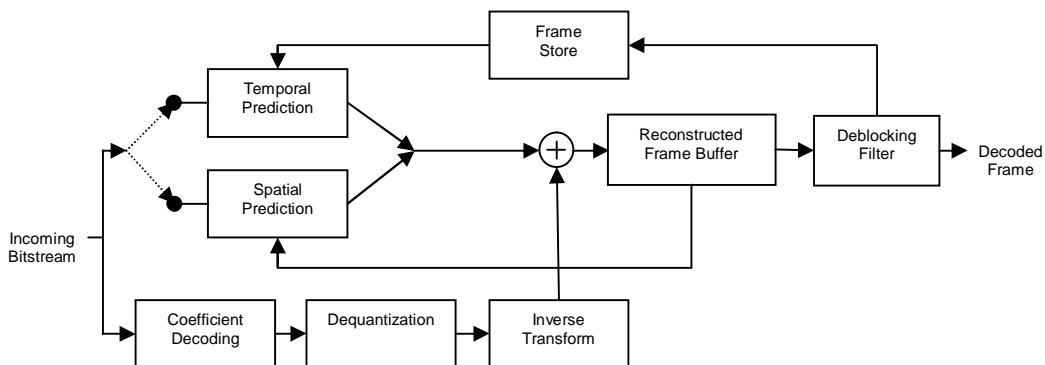 Frame
Store
Temporal
Prediction
Reconstructed
Frame Buffer
Deblocking
Filter
Decoded
Frame
Spatial
Prediction
Incoming
Bitstream
Coefficient
Decoding
Dequantization
Inverse
Transform